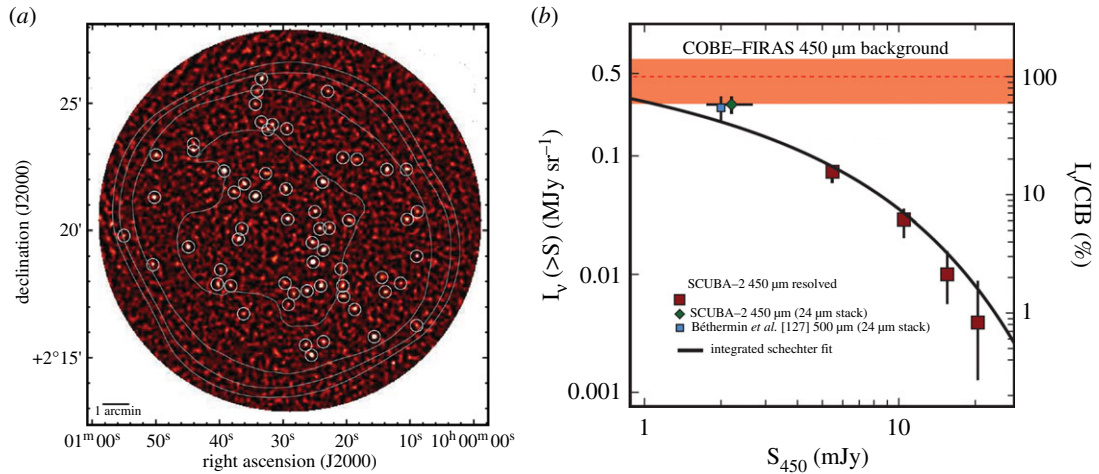 (a)
declination (J2000)
25′
20′
+2°15′
1 arcmin
01ᵐ 00ˢ
50ˢ
40ˢ
30ˢ
20ˢ
10ˢ
10ʰ 00ᵐ 00ˢ
right ascension (J2000)
(b)
COBE–FIRAS 450 μm background
I_ν (>S) (MJy sr⁻¹)
0.5
0.1
0.01
0.001
SCUBA–2 450 μm resolved
SCUBA–2 450 μm (24 μm stack)
Béthermin et al. [127] 500 μm (24 μm stack)
integrated schechter fit
1
10
S₄₅₀ (mJy)
100
10
1
I_ν/CIB (%)